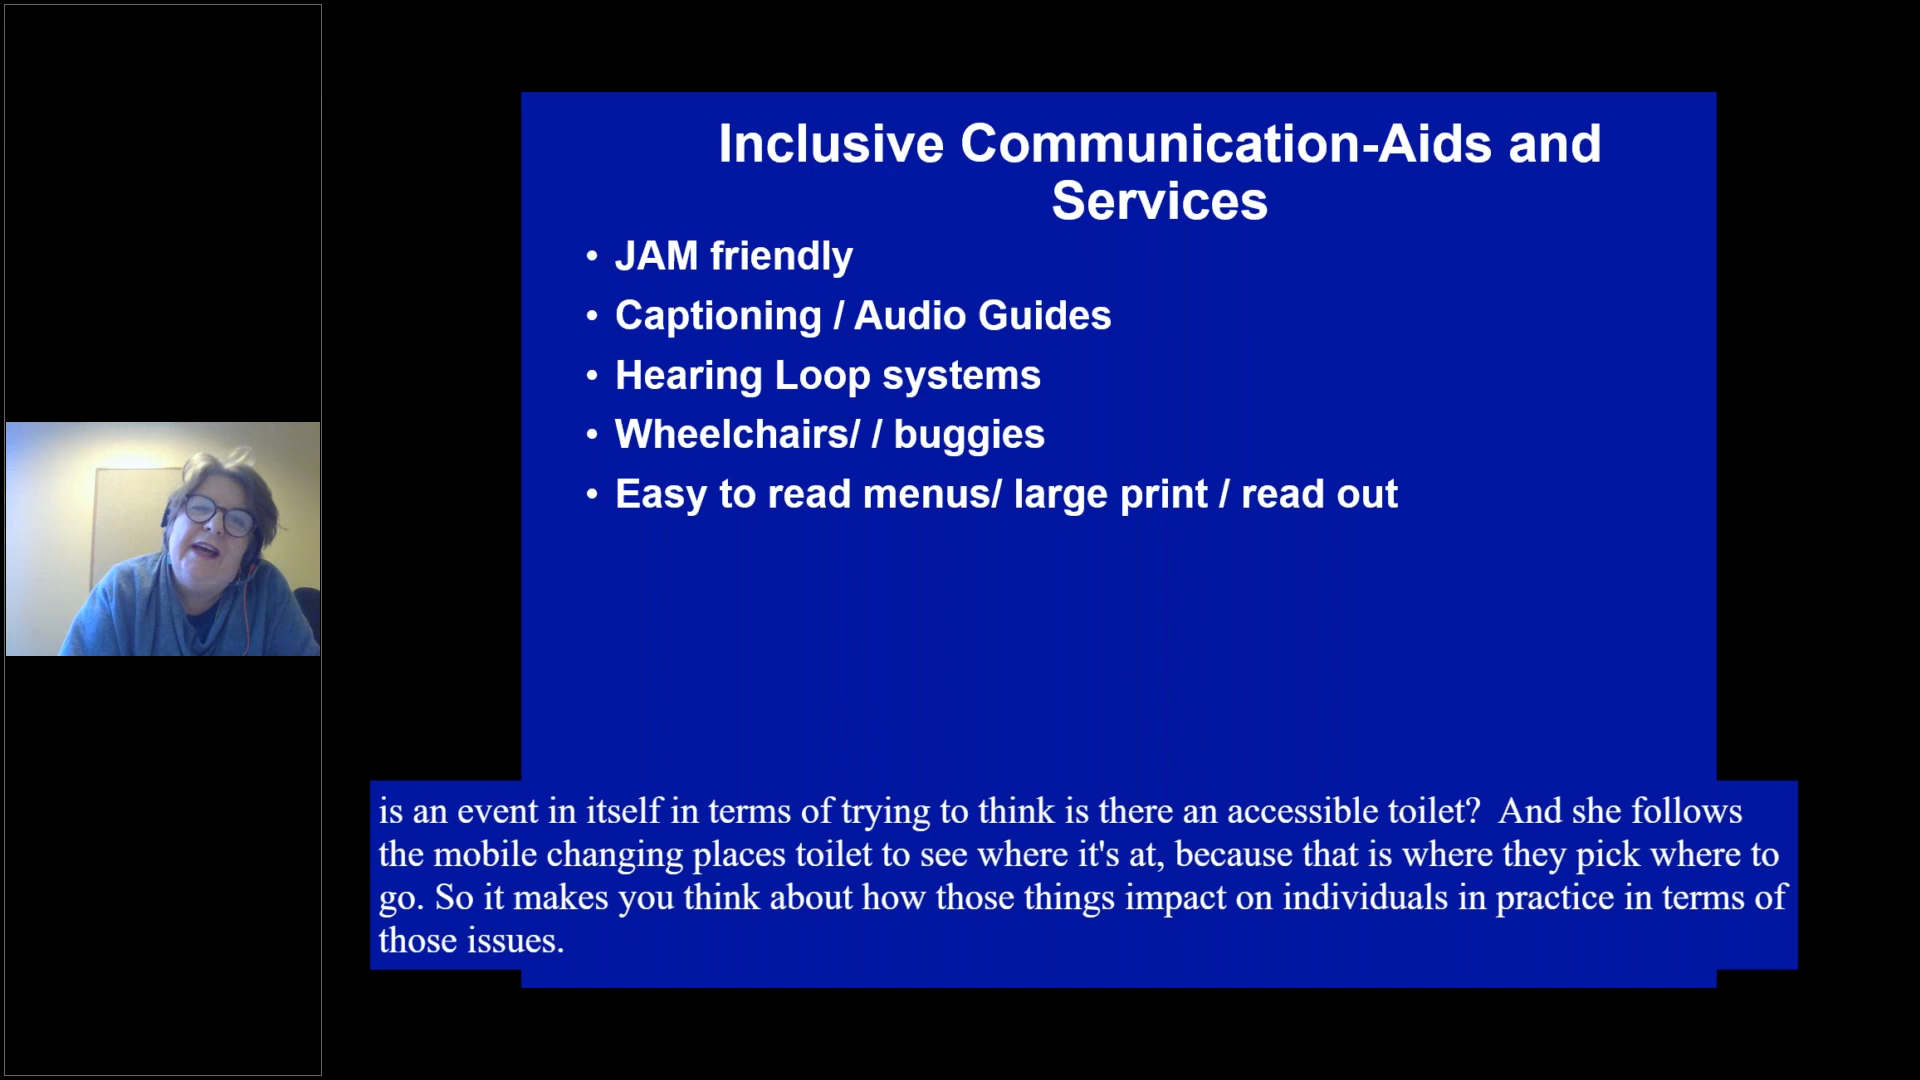 Inclusive Communication-Aids and
Services
• JAM friendly
• Captioning / Audio Guides
• Hearing Loop systems
• Wheelchairs/ / buggies
• Easy to read menus/ large print / read out
is an event in itself in terms of trying to think is there an accessible toilet?  And she follows
the mobile changing places toilet to see where it's at, because that is where they pick where to
go. So it makes you think about how those things impact on individuals in practice in terms of
those issues.